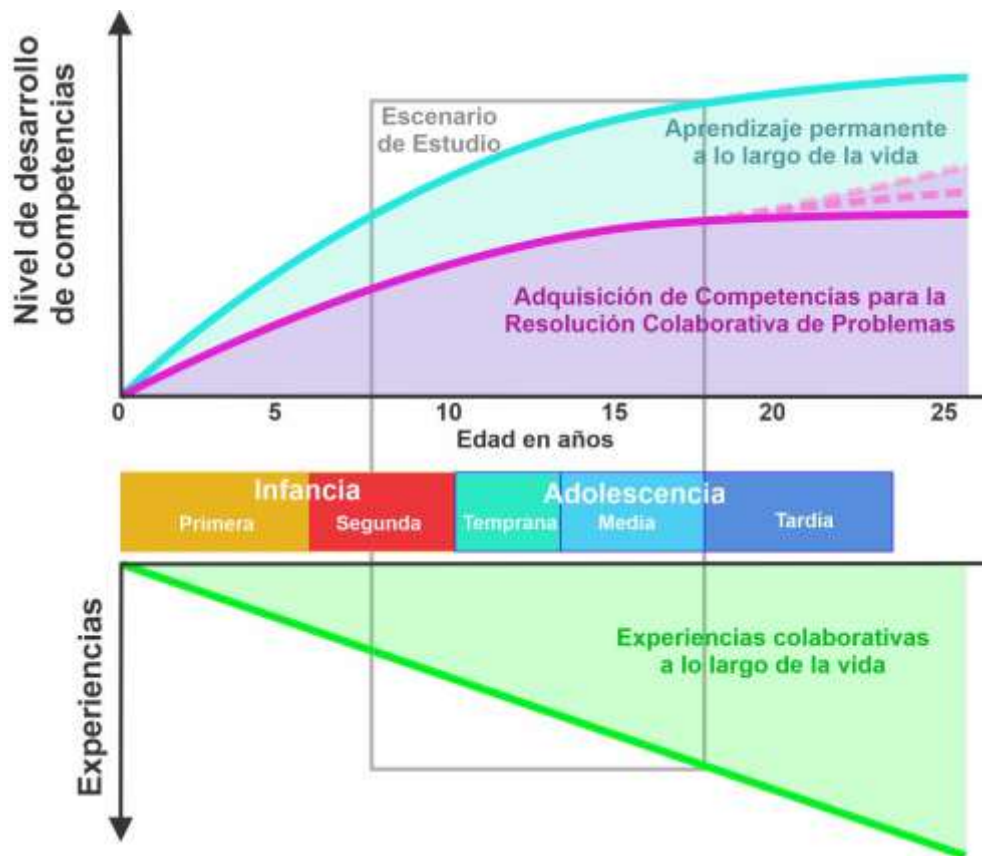 Nivel de desarrollo
de competencias
Escenario
de Estudio
Aprendizaje permanente
a lo largo de la vida
Adquisición de Competencias para la
Resolución Colaborativa de Problemas
0 5 10 15 20 25
Edad en años
Infancia Adolescencia
Primera Segunda Temprana Media Tardía
Experiencias
Experiencias colaborativas
a lo largo de la vida